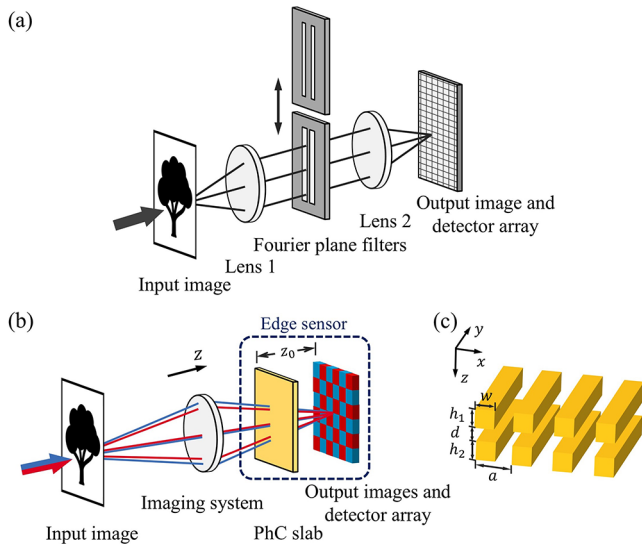 (a)
Input image
Lens 1
Fourier plane filters
Lens 2
Output image and
detector array
(b)
Edge sensor
z
z₀
Input image
Imaging system
PhC slab
Output images and
detector array
(c)
y
x
z
w
h₁
d
h₂
a